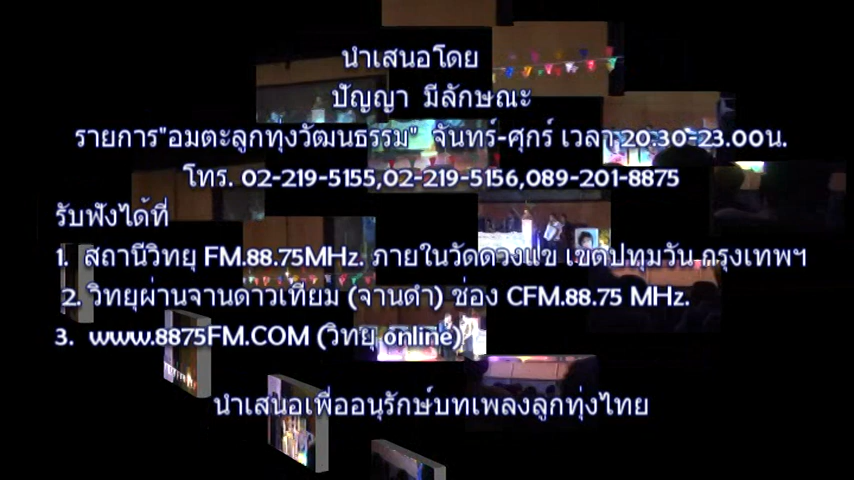 นำเสนอโดย
ปัญญา มีลักษณะ
รายการ"อมตะลูกทุ่งวัฒนธรรม" จันทร์-ศุกร์ เวลา 20.30-23.00น.
โทร. 02-219-5155,02-219-5156,089-201-8875
รับฟังได้ที่
1. สถานีวิทยุ FM.88.75MHz. ภายในวัดดวงแข เขตปทุมวัน กรุงเทพฯ
2. วิทยุผ่านจานดาวเทียม (จานดำ) ช่อง CFM.88.75 MHz.
3. www.8875FM.COM (วิทยุ online)
นำเสนอเพื่ออนุรักษ์บทเพลงลูกทุ่งไทย